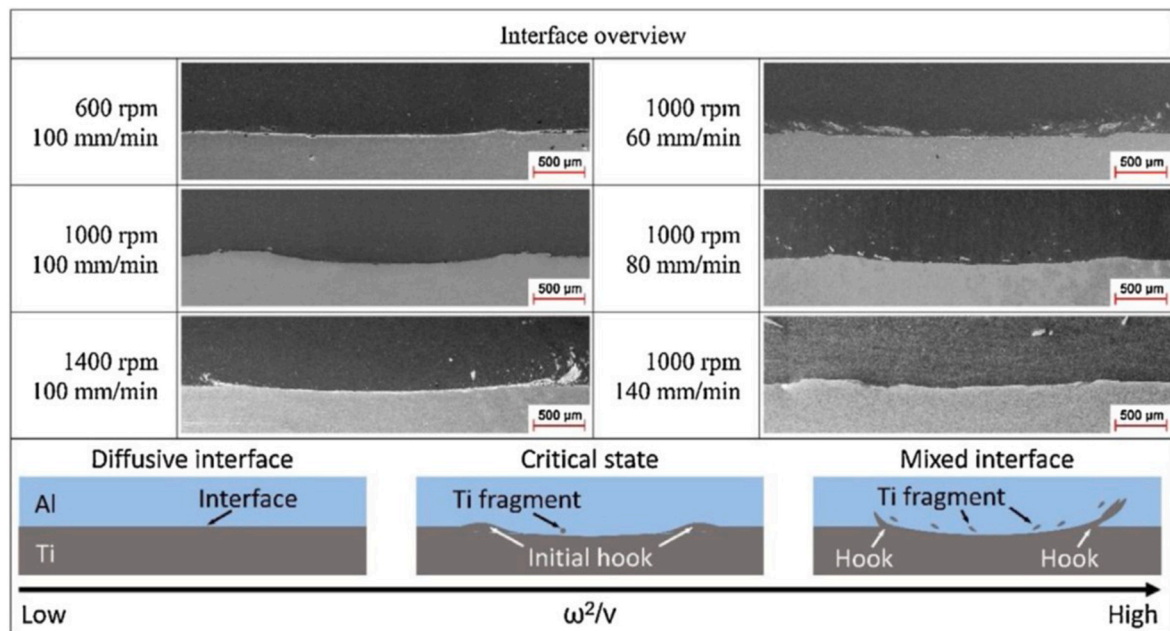 Interface overview
600 rpm
100 mm/min
500 µm
1000 rpm
60 mm/min
500 µm
1000 rpm
100 mm/min
500 µm
1000 rpm
80 mm/min
500 µm
1400 rpm
100 mm/min
500 µm
1000 rpm
140 mm/min
500 µm
Diffusive interface
Al
Interface
Ti
Critical state
Ti fragment
Initial hook
Mixed interface
Ti fragment
Hook
Hook
Low
ω²/v
High